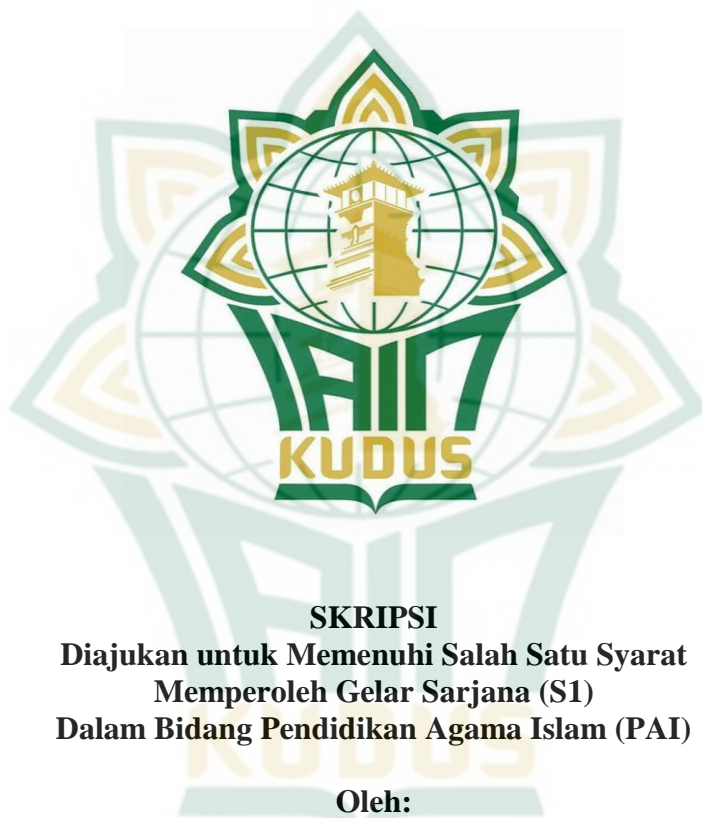 IAIN
KUDUS
SKRIPSI
Diajukan untuk Memenuhi Salah Satu Syarat
Memperoleh Gelar Sarjana (S1)
Dalam Bidang Pendidikan Agama Islam (PAI)
Oleh: